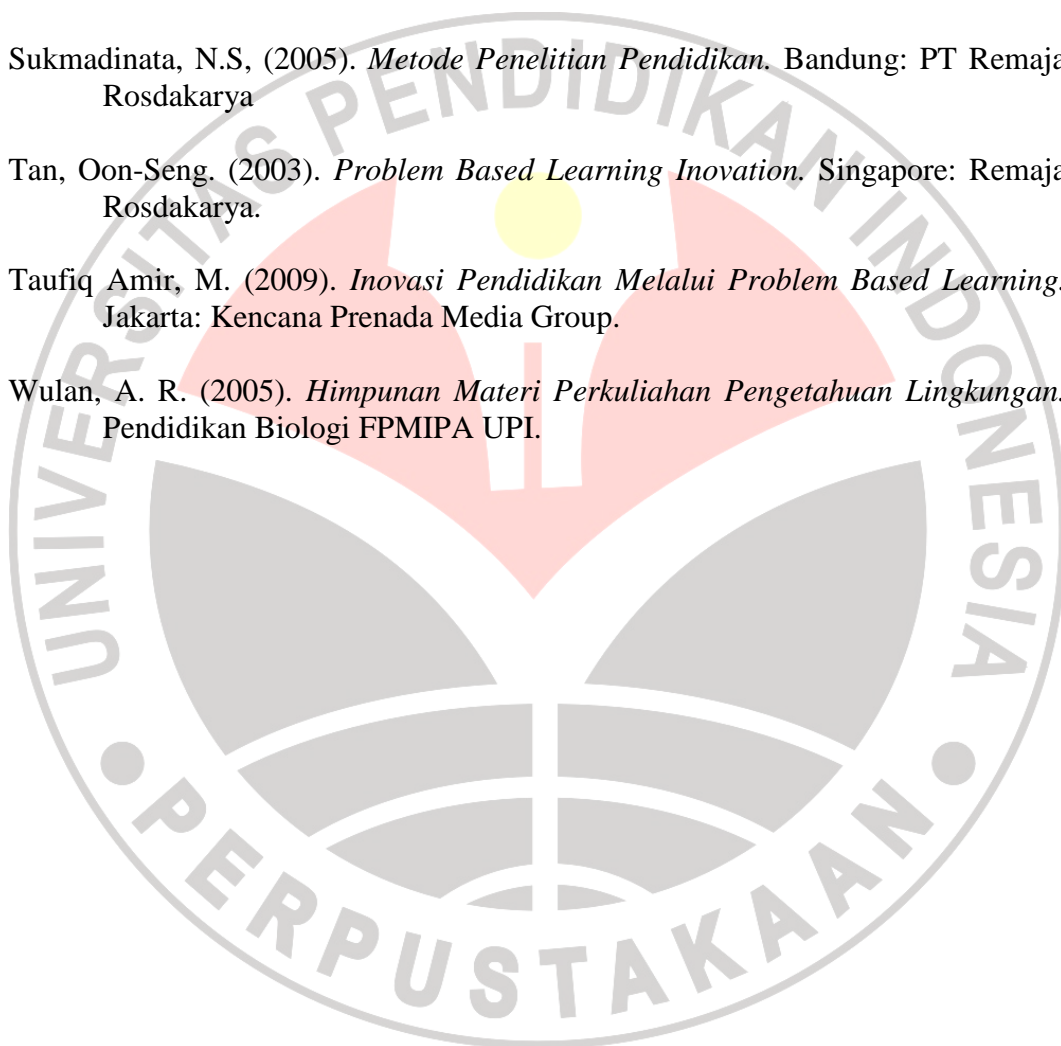 Sukmadinata, N.S, (2005). Metode Penelitian Pendidikan. Bandung: PT Remaja
Rosdakarya
Tan, Oon-Seng. (2003). Problem Based Learning Inovation. Singapore: Remaja
Rosdakarya.
Taufiq Amir, M. (2009). Inovasi Pendidikan Melalui Problem Based Learning.
Jakarta: Kencana Prenada Media Group.
Wulan, A. R. (2005). Himpunan Materi Perkuliahan Pengetahuan Lingkungan.
Pendidikan Biologi FPMIPA UPI.
UNIVERSITAS PENDIDIKAN INDONESIA
PERPUSTAKAAN